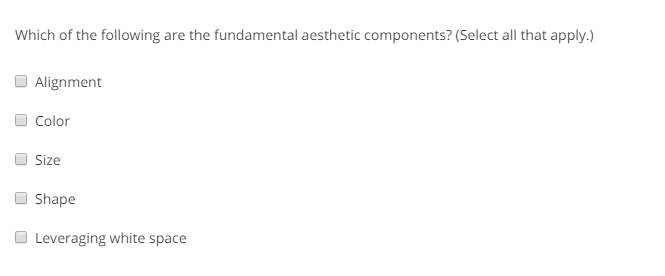 Which of the following are the fundamental aesthetic components? (Select all that apply.)
Alignment
Color
Size
Shape
Leveraging white space